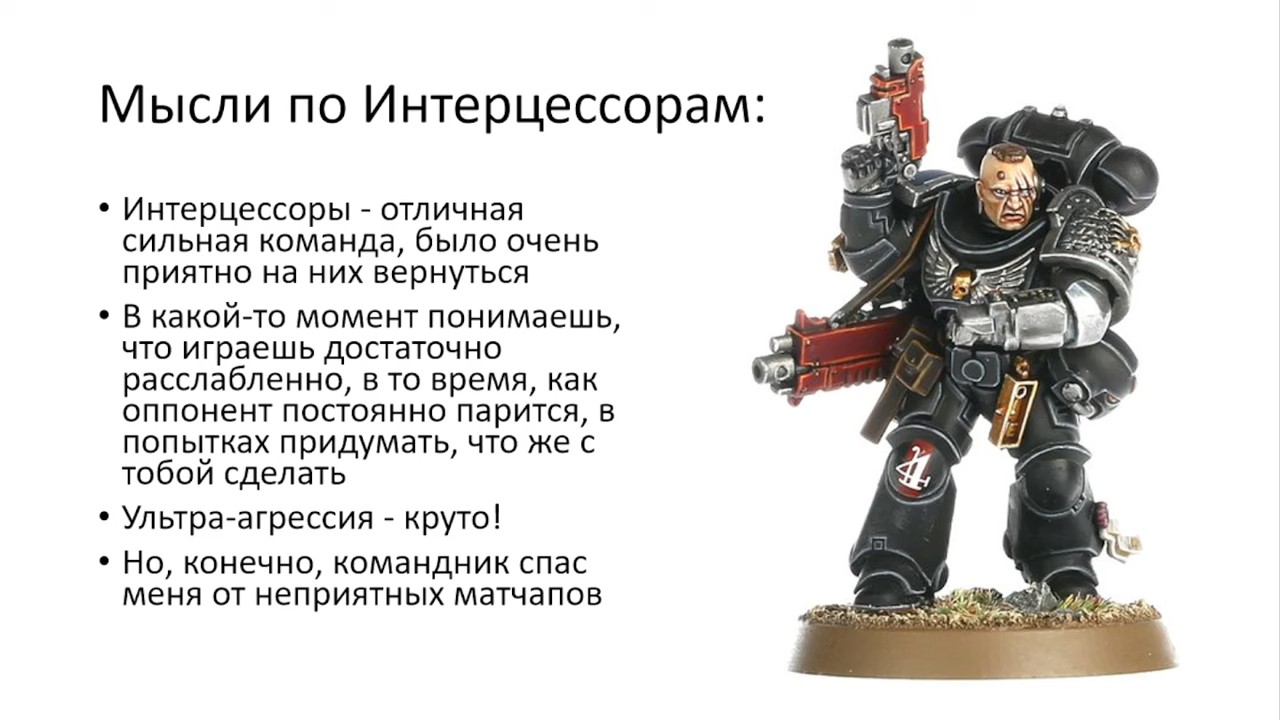 Мысли по Интерцессорам:
• Интерцессоры - отличная
сильная команда, было очень
приятно на них вернуться
• В какой-то момент понимаешь,
что играешь достаточно
расслабленно, в то время, как
оппонент постоянно парится, в
попытках придумать, что же с
тобой сделать
• Ультра-агрессия - круто!
• Но, конечно, командник спас
меня от неприятных матчапов